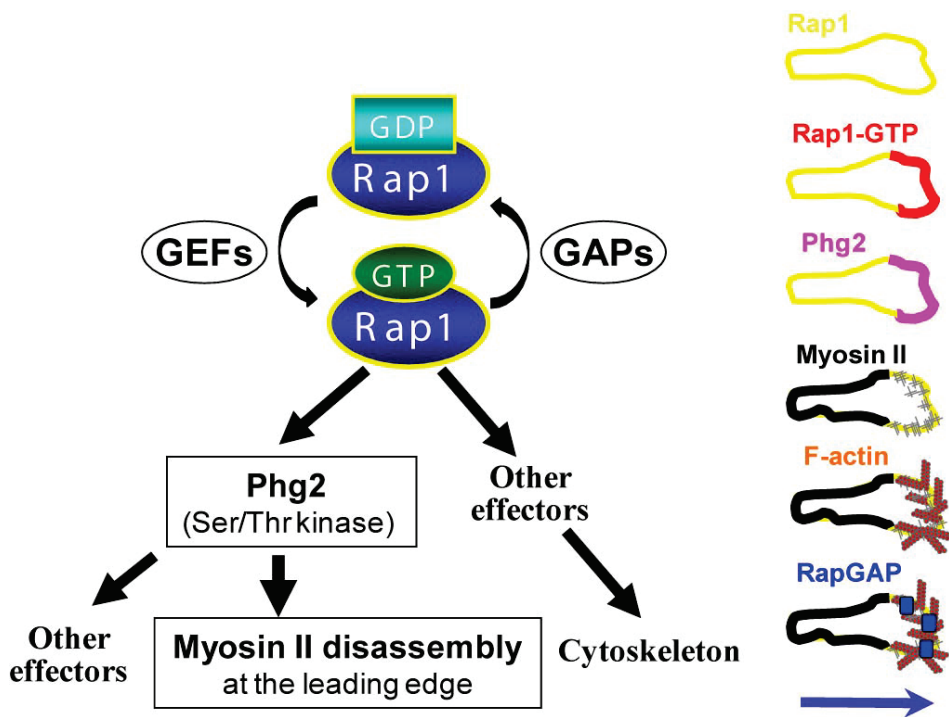 GDP
Rap1
GEFs
GAPs
GTP
Rap1
Phg2
(Ser/Thr kinase)
Other
effectors
Other
effectors
Myosin II disassembly
at the leading edge
Cytoskeleton
Rap1
Rap1-GTP
Phg2
Myosin II
F-actin
RapGAP